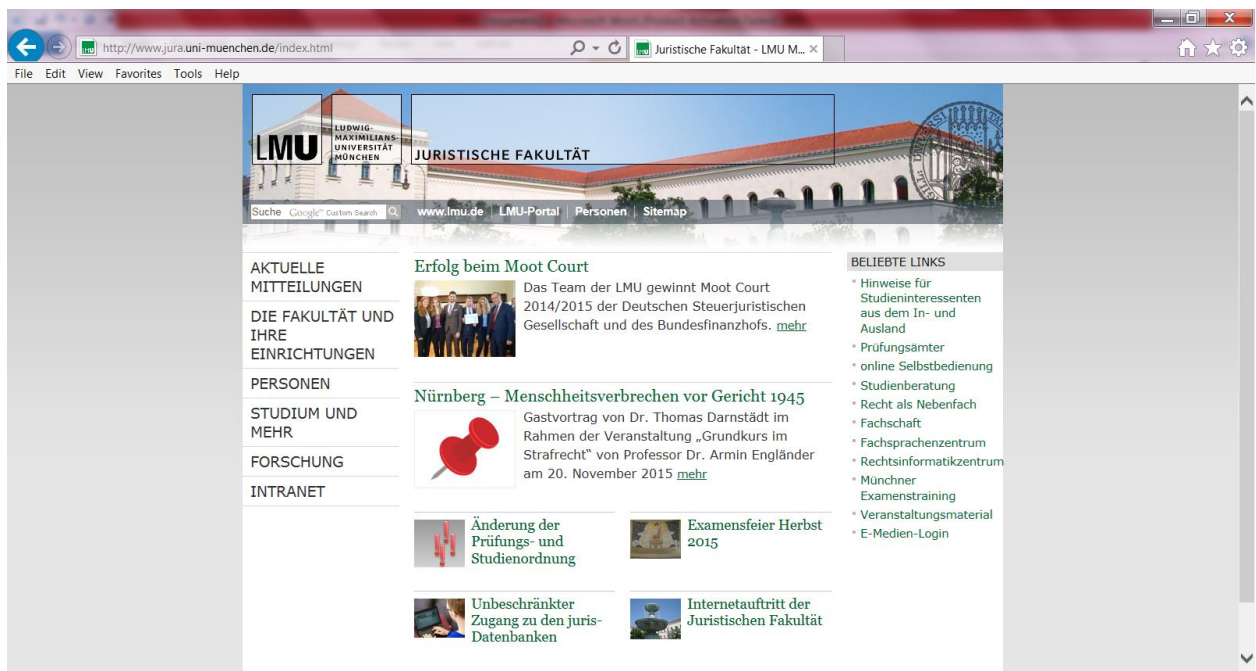 http://www.jura.uni-muenchen.de/index.html
Juristische Fakultät - LMU M...
File Edit View Favorites Tools Help
LMU
LUDWIG-
MAXIMILIANS-
UNIVERSITÄT
MÜNCHEN
JURISTISCHE FAKULTÄT
Suche Google™ Custom Search
www.lmu.de | LMU-Portal | Personen | Sitemap
AKTUELLE
MITTEILUNGEN
DIE FAKULTÄT UND
IHRE
EINRICHTUNGEN
PERSONEN
STUDIUM UND
MEHR
FORSCHUNG
INTRANET
Erfolg beim Moot Court
Das Team der LMU gewinnt Moot Court
2014/2015 der Deutschen Steuerjuristischen
Gesellschaft und des Bundesfinanzhofs. mehr
Nürnberg – Menschheitsverbrechen vor Gericht 1945
Gastvortrag von Dr. Thomas Darnstädt im
Rahmen der Veranstaltung „Grundkurs im
Strafrecht“ von Professor Dr. Armin Engländer
am 20. November 2015 mehr
Änderung der
Prüfungs- und
Studienordnung
Examensfeier Herbst
2015
Unbeschränkter
Zugang zu den juris-
Datenbanken
Internetauftritt der
Juristischen Fakultät
BELIEBTE LINKS
Hinweise für
Studieninteressenten
aus dem In- und
Ausland
Prüfungsämter
online Selbstbedienung
Studienberatung
Recht als Nebenfach
Fachschaft
Fachsprachenzentrum
Rechtsinformatikzentrum
Münchner
Examenstraining
Veranstaltungsmaterial
E-Medien-Login